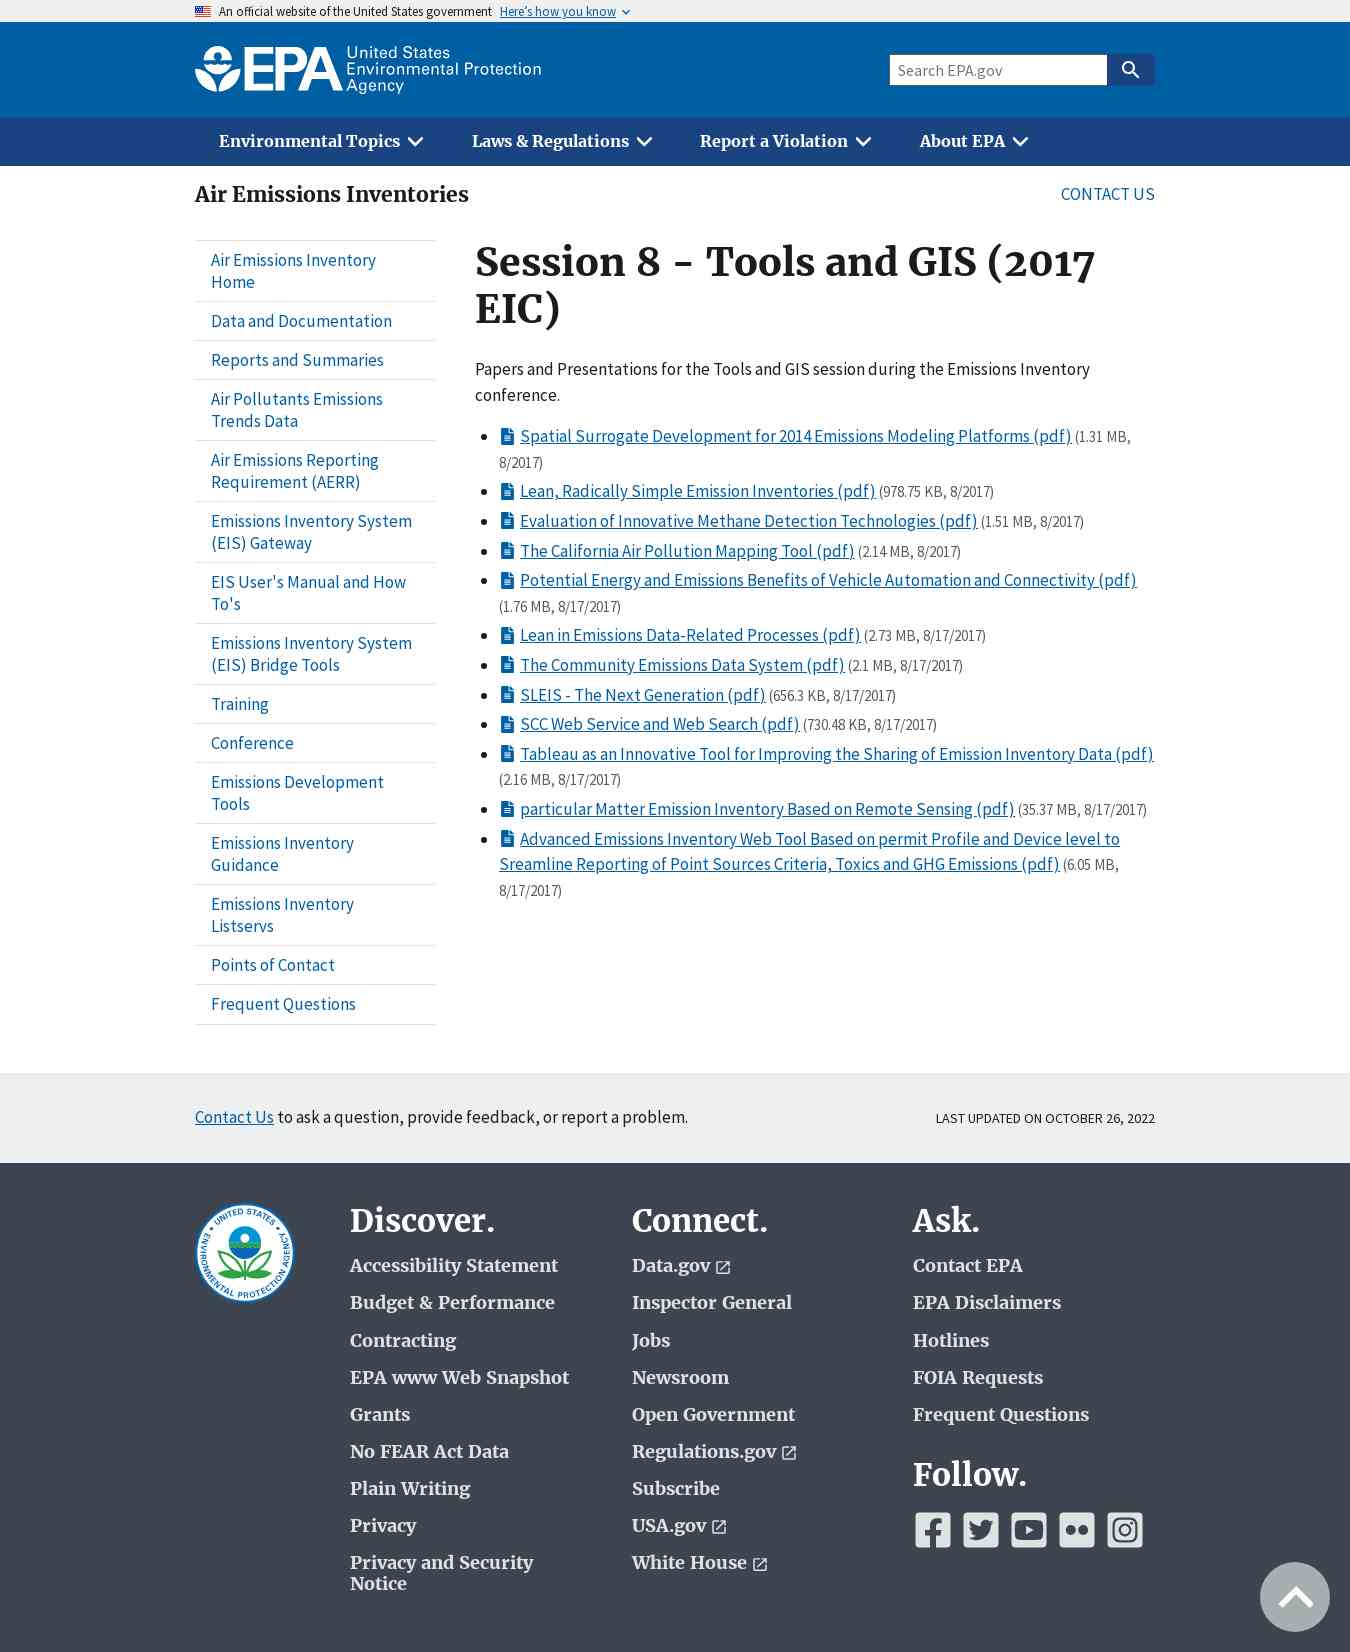 An official website of the United States government Here’s how you know
EPA United States
Environmental Protection
Agency
Search EPA.gov
Environmental Topics
Laws & Regulations
Report a Violation
About EPA
Air Emissions Inventories
CONTACT US
Air Emissions Inventory
Home
Data and Documentation
Reports and Summaries
Air Pollutants Emissions
Trends Data
Air Emissions Reporting
Requirement (AERR)
Emissions Inventory System
(EIS) Gateway
EIS User's Manual and How
To's
Emissions Inventory System
(EIS) Bridge Tools
Training
Conference
Emissions Development
Tools
Emissions Inventory
Guidance
Emissions Inventory
Listservs
Points of Contact
Frequent Questions
Session 8 - Tools and GIS (2017
EIC)
Papers and Presentations for the Tools and GIS session during the Emissions Inventory
conference.
Spatial Surrogate Development for 2014 Emissions Modeling Platforms (pdf) (1.31 MB,
8/2017)
Lean, Radically Simple Emission Inventories (pdf) (978.75 KB, 8/2017)
Evaluation of Innovative Methane Detection Technologies (pdf) (1.51 MB, 8/2017)
The California Air Pollution Mapping Tool (pdf) (2.14 MB, 8/2017)
Potential Energy and Emissions Benefits of Vehicle Automation and Connectivity (pdf)
(1.76 MB, 8/17/2017)
Lean in Emissions Data-Related Processes (pdf) (2.73 MB, 8/17/2017)
The Community Emissions Data System (pdf) (2.1 MB, 8/17/2017)
SLEIS - The Next Generation (pdf) (656.3 KB, 8/17/2017)
SCC Web Service and Web Search (pdf) (730.48 KB, 8/17/2017)
Tableau as an Innovative Tool for Improving the Sharing of Emission Inventory Data (pdf)
(2.16 MB, 8/17/2017)
particular Matter Emission Inventory Based on Remote Sensing (pdf) (35.37 MB, 8/17/2017)
Advanced Emissions Inventory Web Tool Based on permit Profile and Device level to
Sreamline Reporting of Point Sources Criteria, Toxics and GHG Emissions (pdf) (6.05 MB,
8/17/2017)
Contact Us to ask a question, provide feedback, or report a problem.
LAST UPDATED ON OCTOBER 26, 2022
UNITED STATES
ENVIRONMENTAL PROTECTION AGENCY
Discover.
Accessibility Statement
Budget & Performance
Contracting
EPA www Web Snapshot
Grants
No FEAR Act Data
Plain Writing
Privacy
Privacy and Security
Notice
Connect.
Data.gov
Inspector General
Jobs
Newsroom
Open Government
Regulations.gov
Subscribe
USA.gov
White House
Ask.
Contact EPA
EPA Disclaimers
Hotlines
FOIA Requests
Frequent Questions
Follow.